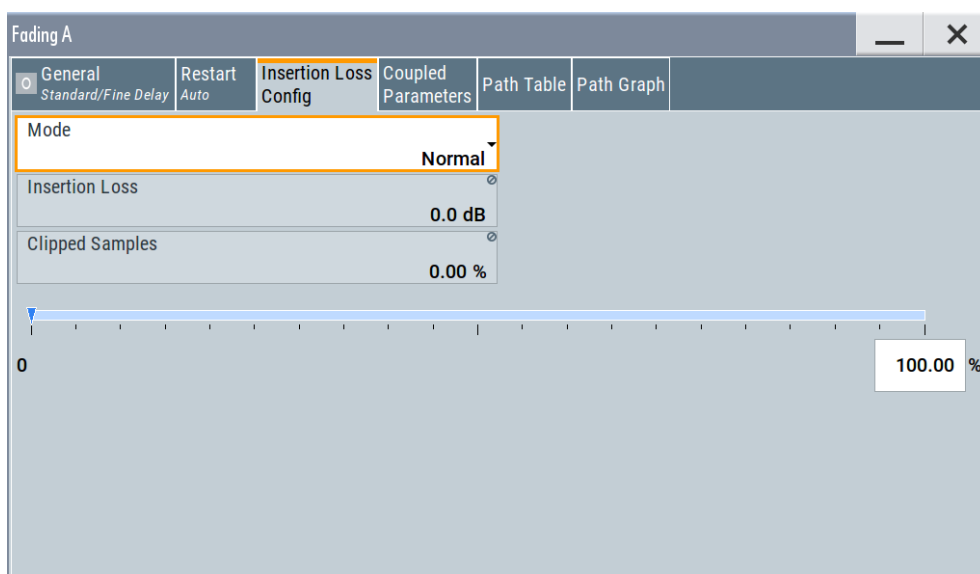 Fading A
General
Standard/Fine Delay
Restart
Auto
Insertion Loss
Config
Coupled
Parameters
Path Table
Path Graph
Mode
Normal
Insertion Loss
0.0 dB
Clipped Samples
0.00 %
0
100.00 %